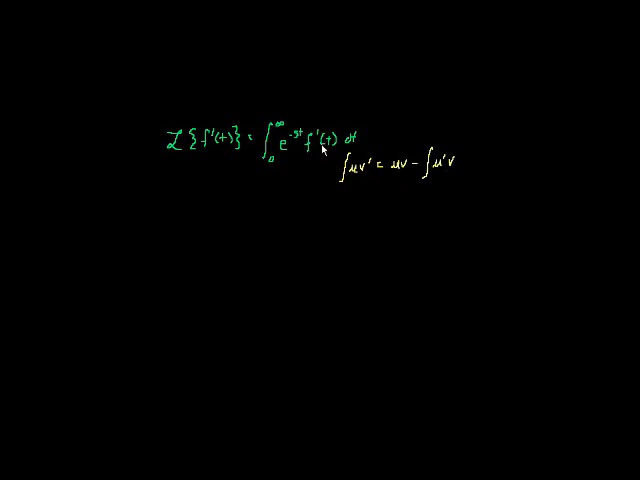 ℒ{f'(t)} = ∫₀^∞ e^{-st} f'(t) dt
∫uv' = uv - ∫u'v